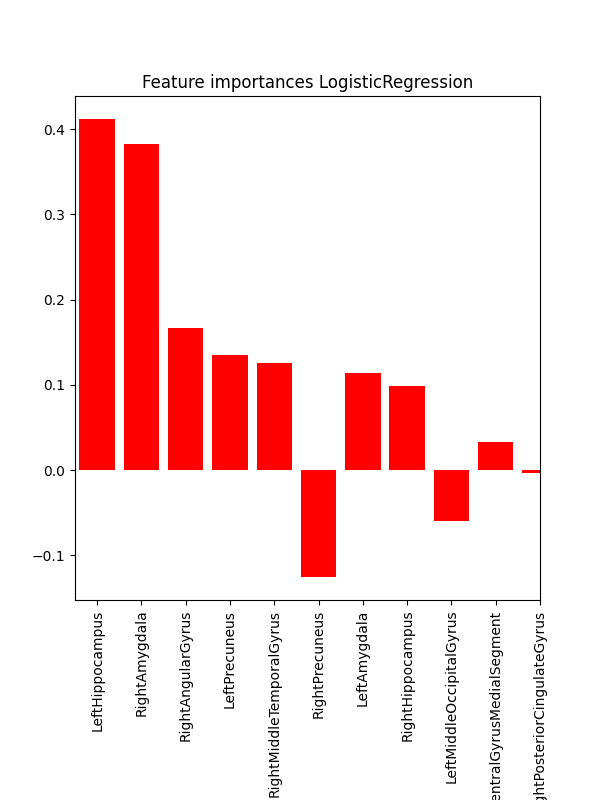 Feature importances LogisticRegression
0.4
0.3
0.2
0.1
0.0
−0.1
LeftHippocampus
RightAmygdala
RightAngularGyrus
LeftPrecuneus
RightMiddleTemporalGyrus
RightPrecuneus
LeftAmygdala
RightHippocampus
LeftMiddleOccipitalGyrus
entralGyrusMedialSegment
ghtPosteriorCingulateGyrus